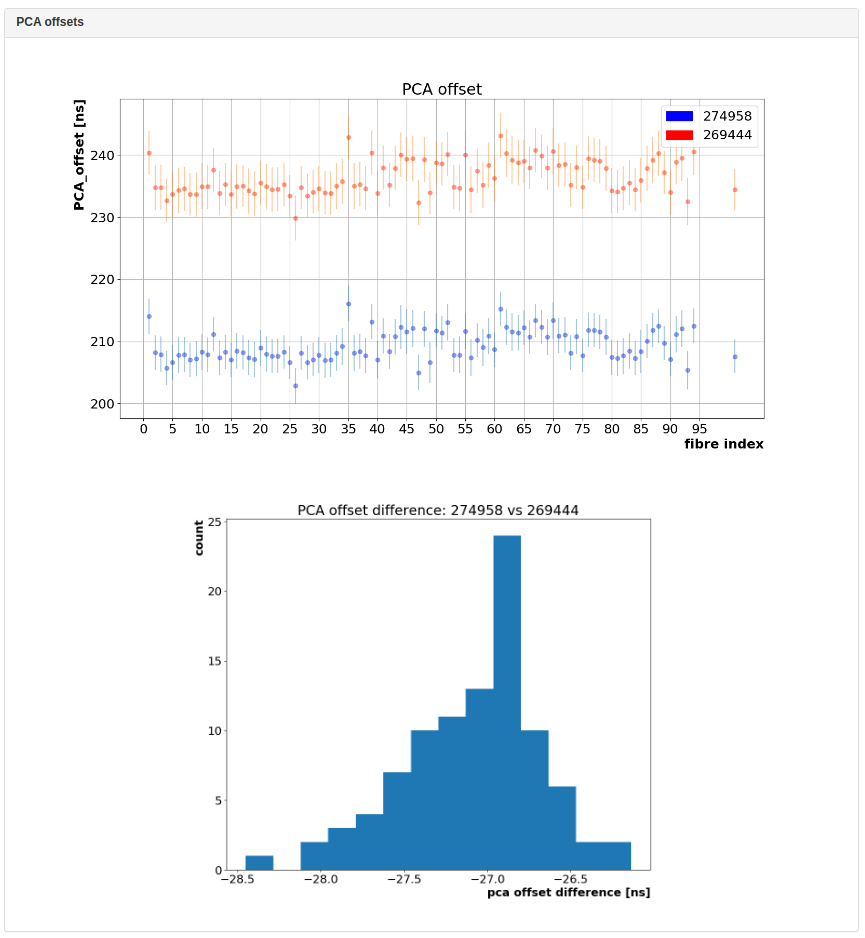 PCA offsets
PCA offset
PCA_offset [ns]
274958
269444
240
230
220
210
200
0 5 10 15 20 25 30 35 40 45 50 55 60 65 70 75 80 85 90 95
fibre index
PCA offset difference: 274958 vs 269444
count
25
20
15
10
5
0
−28.5 −28.0 −27.5 −27.0 −26.5
pca offset difference [ns]